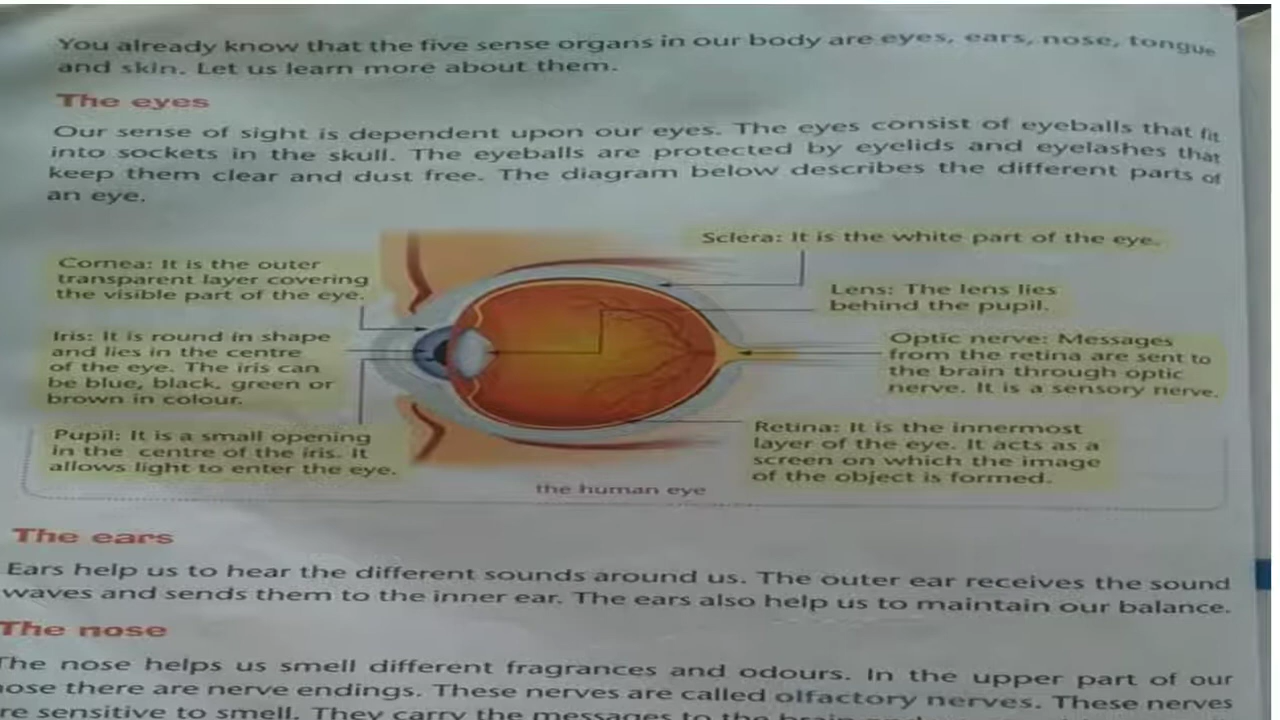 You already know that the five sense organs in our body are eyes, ears, nose, tongue
and skin. Let us learn more about them.
The eyes
Our sense of sight is dependent upon our eyes. The eyes consist of eyeballs that fit
into sockets in the skull. The eyeballs are protected by eyelids and eyelashes that
keep them clear and dust free. The diagram below describes the different parts of
an eye.
Sclera: It is the white part of the eye.
Cornea: It is the outer
transparent layer covering
the visible part of the eye.
Lens: The lens lies
behind the pupil.
Iris: It is round in shape
and lies in the centre
of the eye. The iris can
be blue, black, green or
brown in colour.
Optic nerve: Messages
from the retina are sent to
the brain through optic
nerve. It is a sensory nerve.
Pupil: It is a small opening
in the centre of the iris. It
allows light to enter the eye.
Retina: It is the innermost
layer of the eye. It acts as a
screen on which the image
of the object is formed.
the human eye
The ears
Ears help us to hear the different sounds around us. The outer ear receives the sound
waves and sends them to the inner ear. The ears also help us to maintain our balance.
The nose
The nose helps us smell different fragrances and odours. In the upper part of our
nose there are nerve endings. These nerves are called olfactory nerves. These nerves
are sensitive to smell. They carry the messages to the brain